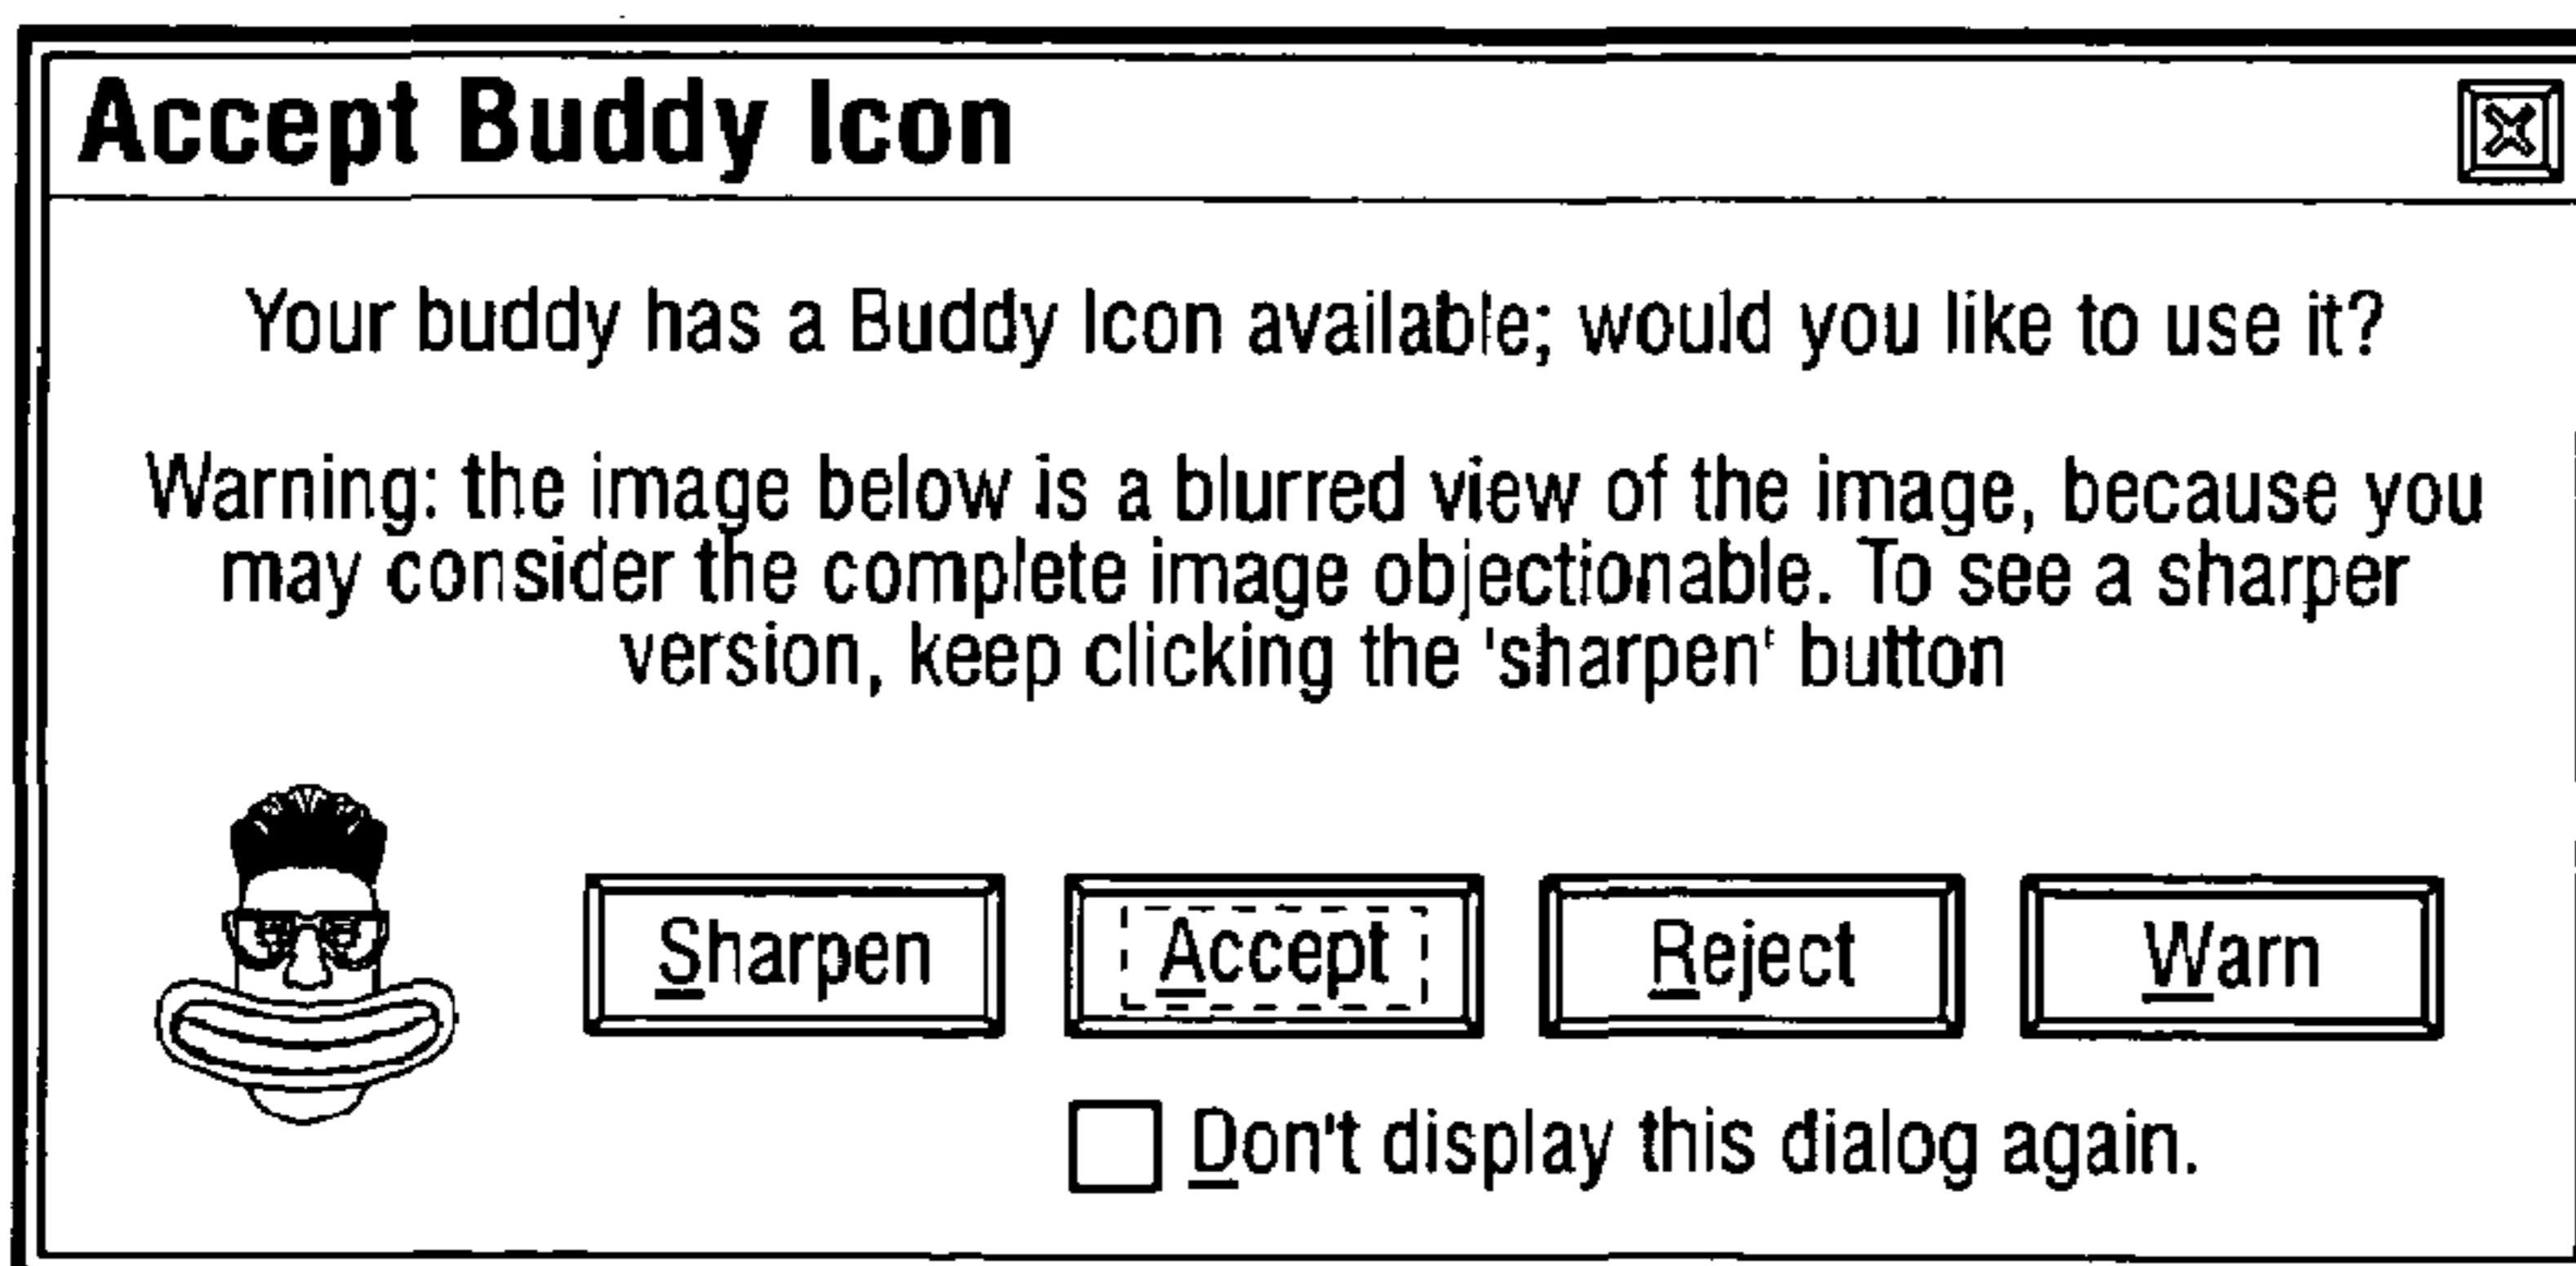 Accept Buddy Icon
Your buddy has a Buddy Icon available; would you like to use it?
Warning: the image below is a blurred view of the image, because you
may consider the complete image objectionable. To see a sharper
version, keep clicking the 'sharpen' button
Sharpen Accept Reject Warn
Don't display this dialog again.